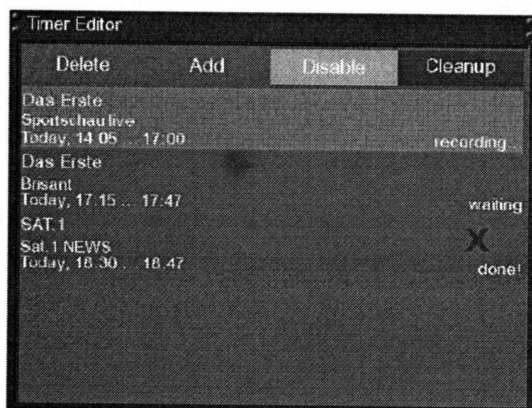 Timer Editor
Delete Add Disable Cleanup
Das Erste
Sportschau live
Today, 14:05 ... 17:00 recording...
Das Erste
Brisant
Today, 17:15 ... 17:47 waiting
SAT.1
X
Sat.1 NEWS
Today, 18:30 ... 18:47 done!